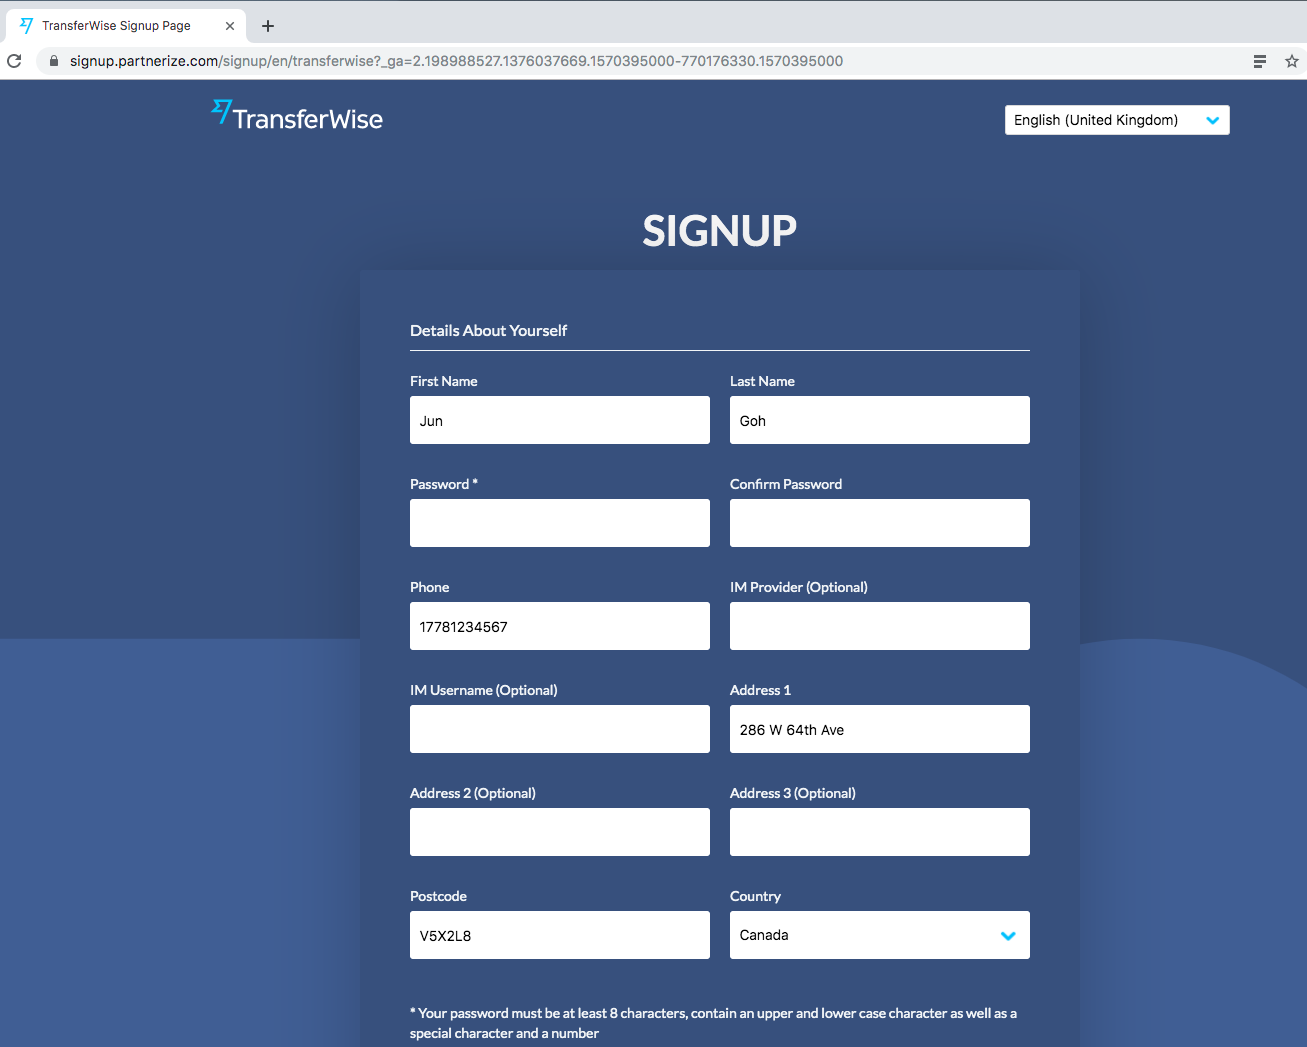 TransferWise Signup Page
signup.partnerize.com/signup/en/transferwise?_ga=2.198988527.1376037669.1570395000-770176330.1570395000
TransferWise
English (United Kingdom)
SIGNUP
Details About Yourself
First Name Last Name
Jun Goh
Password * Confirm Password
Phone IM Provider (Optional)
17781234567
IM Username (Optional) Address 1
286 W 64th Ave
Address 2 (Optional) Address 3 (Optional)
Postcode Country
V5X2L8 Canada
* Your password must be at least 8 characters, contain an upper and lower case character as well as a
special character and a number